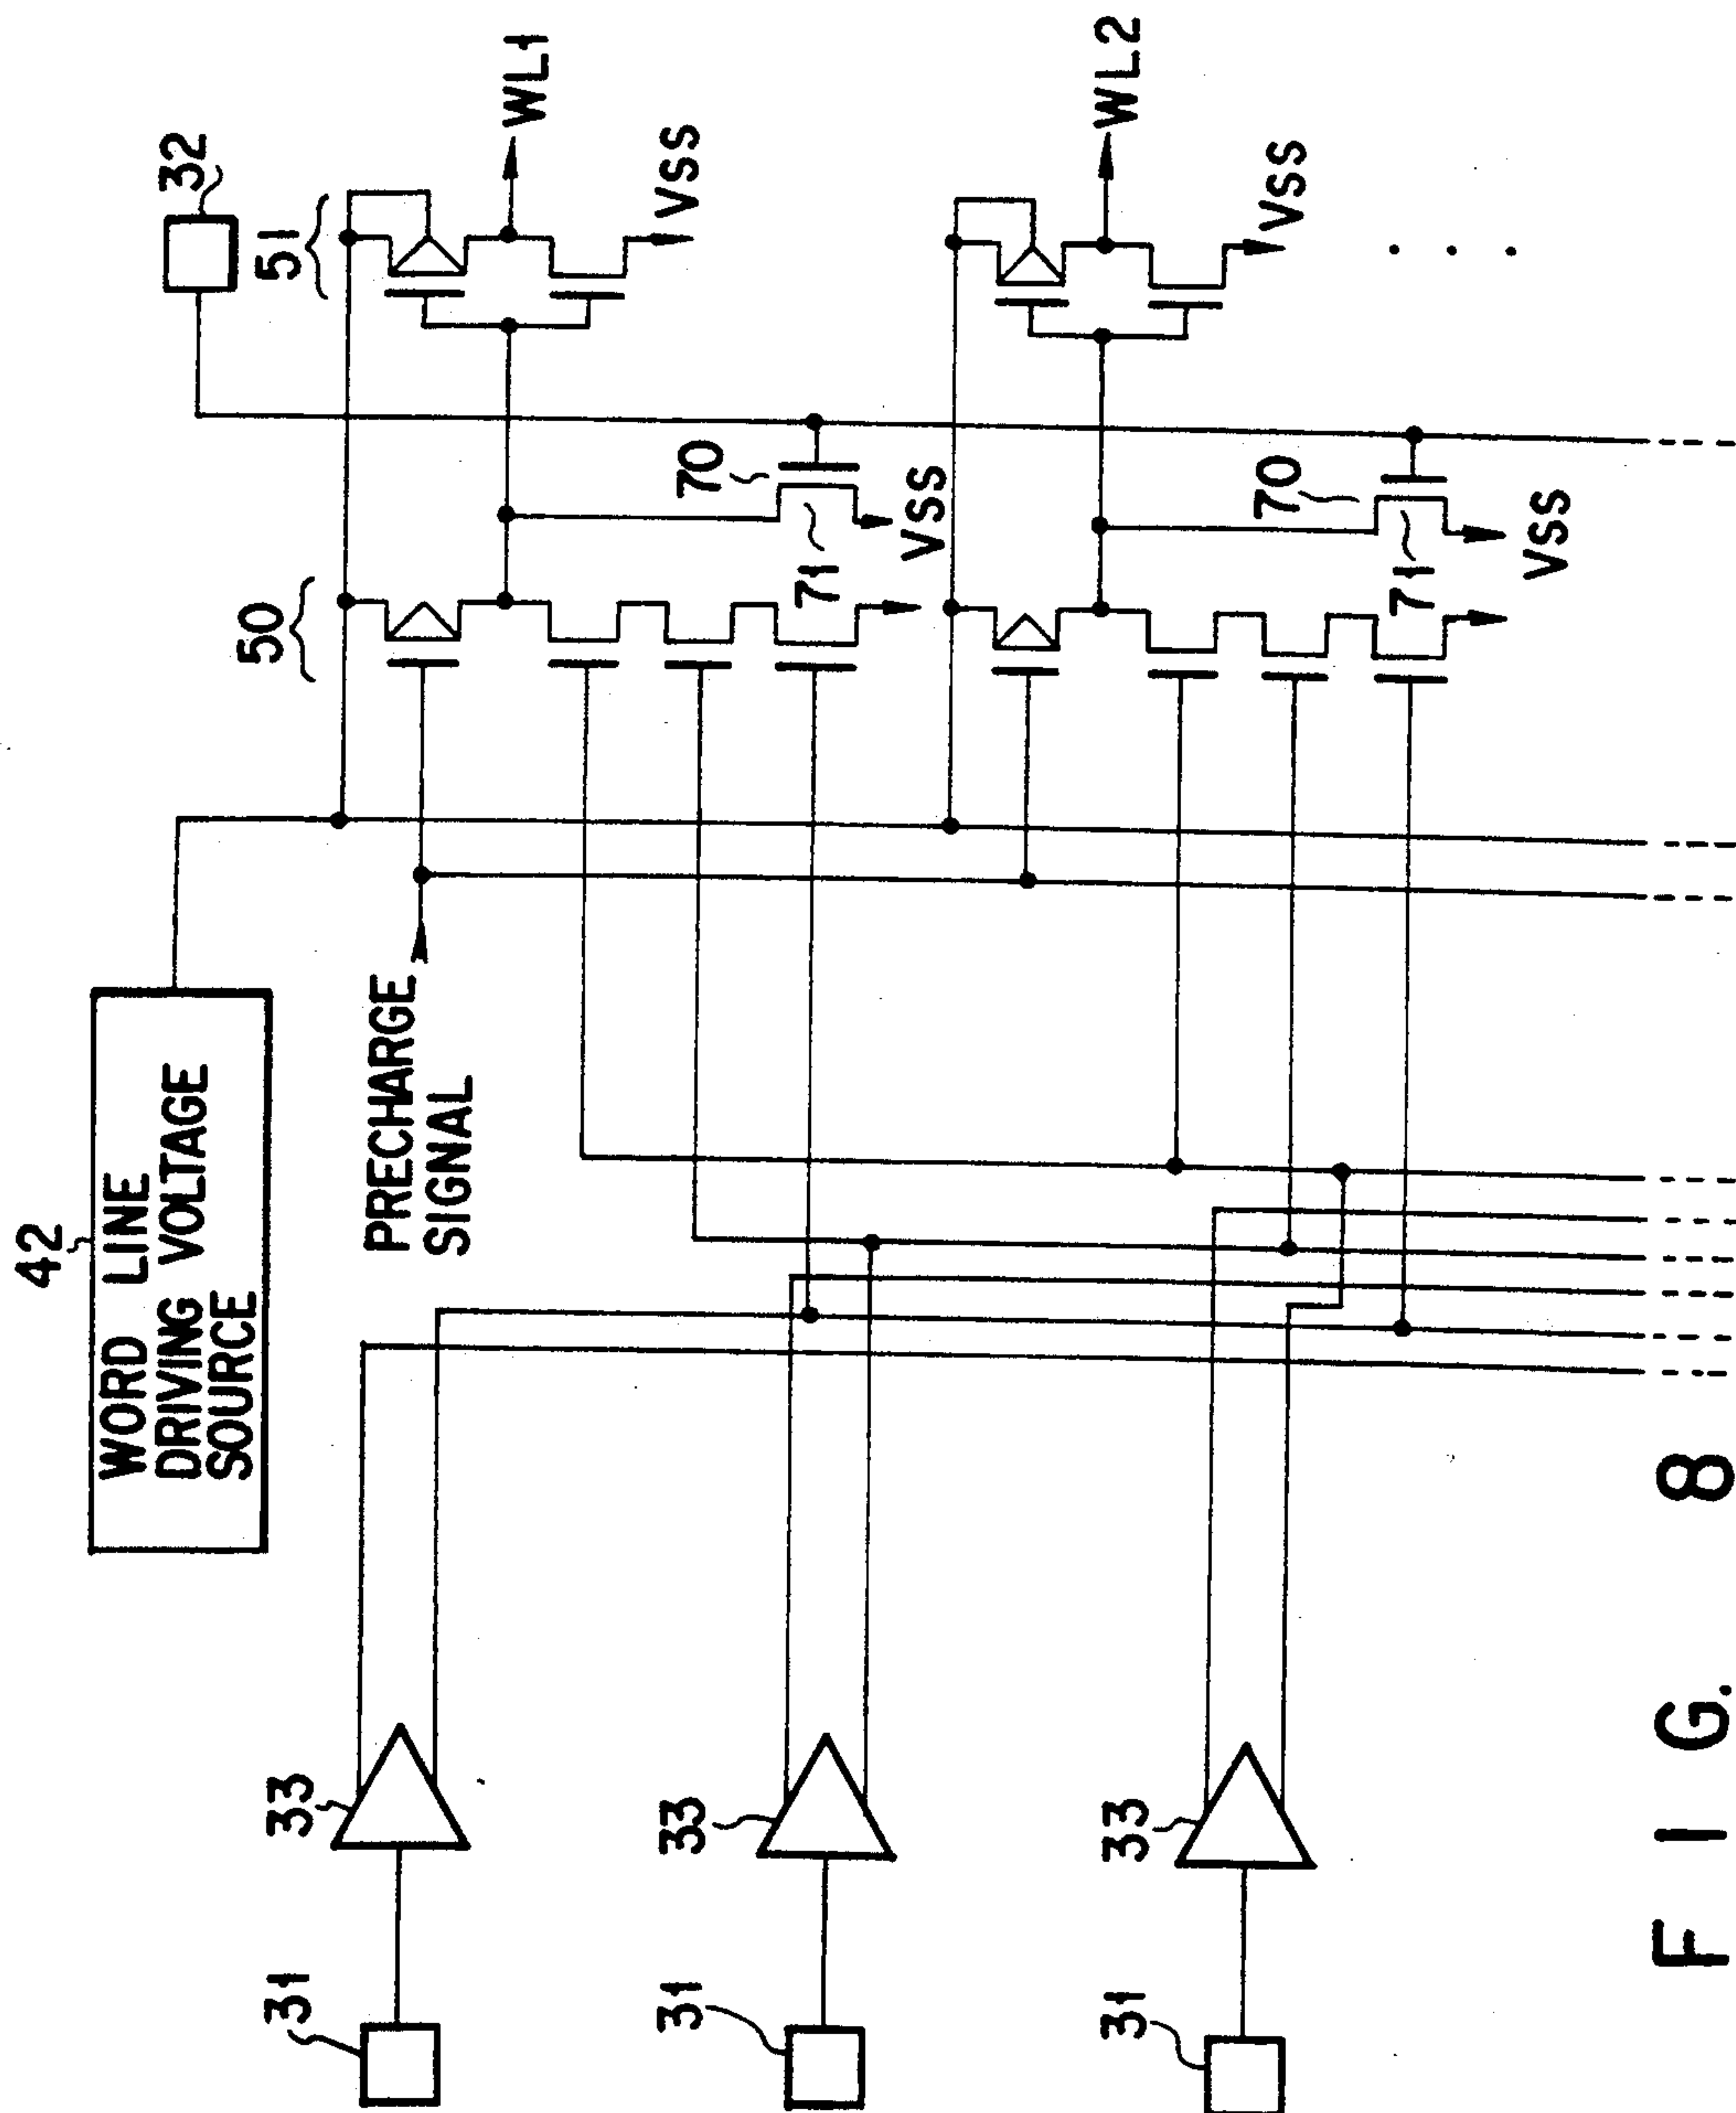 42
WORD LINE
DRIVING VOLTAGE
SOURCE
32
51
50
PRECHARGE
SIGNAL
WL1
VSS
70
71
VSS
WL2
VSS
70
71
VSS
33
33
33
31
31
31
FIG. 8